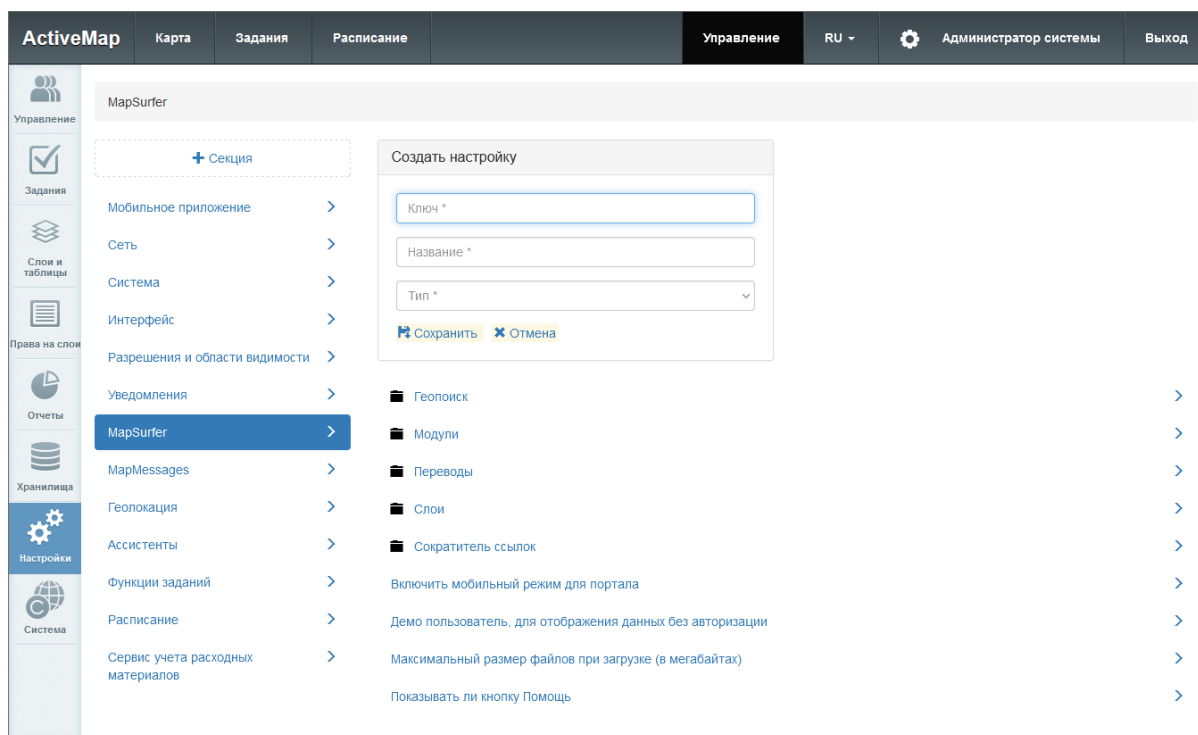 ActiveMap Карта Задания Расписание Управление RU Администратор системы Выход
Управление
Задания
Слои и
таблицы
Права на слои
Отчеты
Хранилища
Настройки
Система
MapSurfer
Секция
Мобильное приложение
Сеть
Система
Интерфейс
Разрешения и области видимости
Уведомления
MapSurfer
MapMessages
Геолокация
Ассистенты
Функции заданий
Расписание
Сервис учета расходных
материалов
Создать настройку
Ключ *
Название *
Тип *
Сохранить Отмена
Геопоиск
Модули
Переводы
Слои
Сократитель ссылок
Включить мобильный режим для портала
Демо пользователь, для отображения данных без авторизации
Максимальный размер файлов при загрузке (в мегабайтах)
Показывать ли кнопку Помощь